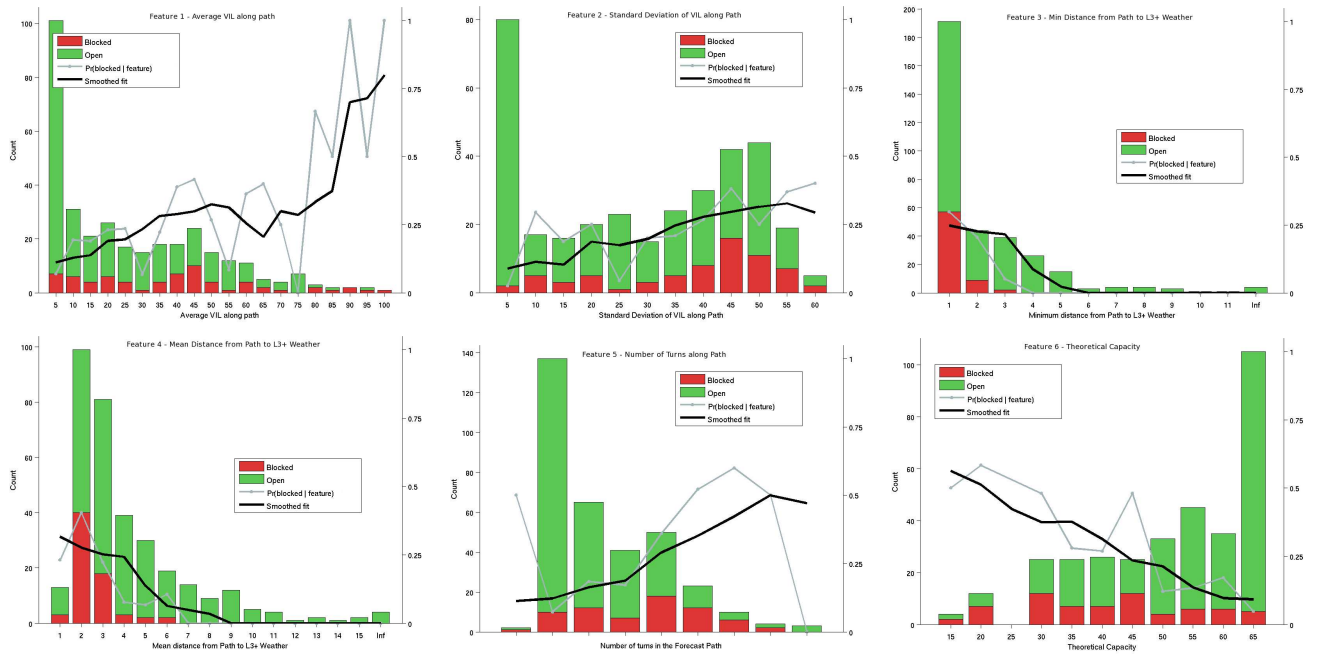 Feature 1 - Average VIL along path
Blocked
Open
Pr(blocked | feature)
Smoothed fit
Count
100
80
60
40
20
0
1
0.75
0.5
0.25
0
5 10 15 20 25 30 35 40 45 50 55 60 65 70 75 80 85 90 95 100
Average VIL along path
Feature 2 - Standard Deviation of VIL along Path
Blocked
Open
Pr(blocked | feature)
Smoothed fit
Count
80
60
40
20
0
1
0.75
0.5
0.25
0
5 10 15 20 25 30 35 40 45 50 55 60
Standard Deviation of VIL along Path
Feature 3 - Min Distance from Path to L3+ Weather
Blocked
Open
Pr(blocked | feature)
Smoothed fit
Count
200
180
160
140
120
100
80
60
40
20
0
1
0.75
0.5
0.25
0
1 2 3 4 5 6 7 8 9 10 11 Inf
Minimum distance from Path to L3+ Weather
Feature 4 - Mean Distance from Path to L3+ Weather
Blocked
Open
Pr(blocked | feature)
Smoothed fit
Count
100
80
60
40
20
0
1
0.75
0.5
0.25
0
1 2 3 4 5 6 7 8 9 10 11 12 13 14 15 Inf
Mean distance from Path to L3+ Weather
Feature 5 - Number of Turns along Path
Blocked
Open
Pr(blocked | feature)
Smoothed fit
Count
140
120
100
80
60
40
20
0
1
0.75
0.5
0.25
0
Number of turns in the Forecast Path
Feature 6 - Theoretical Capacity
Blocked
Open
Pr(blocked | feature)
Smoothed fit
Count
100
80
60
40
20
0
1
0.75
0.5
0.25
0
15 20 25 30 35 40 45 50 55 60 65
Theoretical Capacity